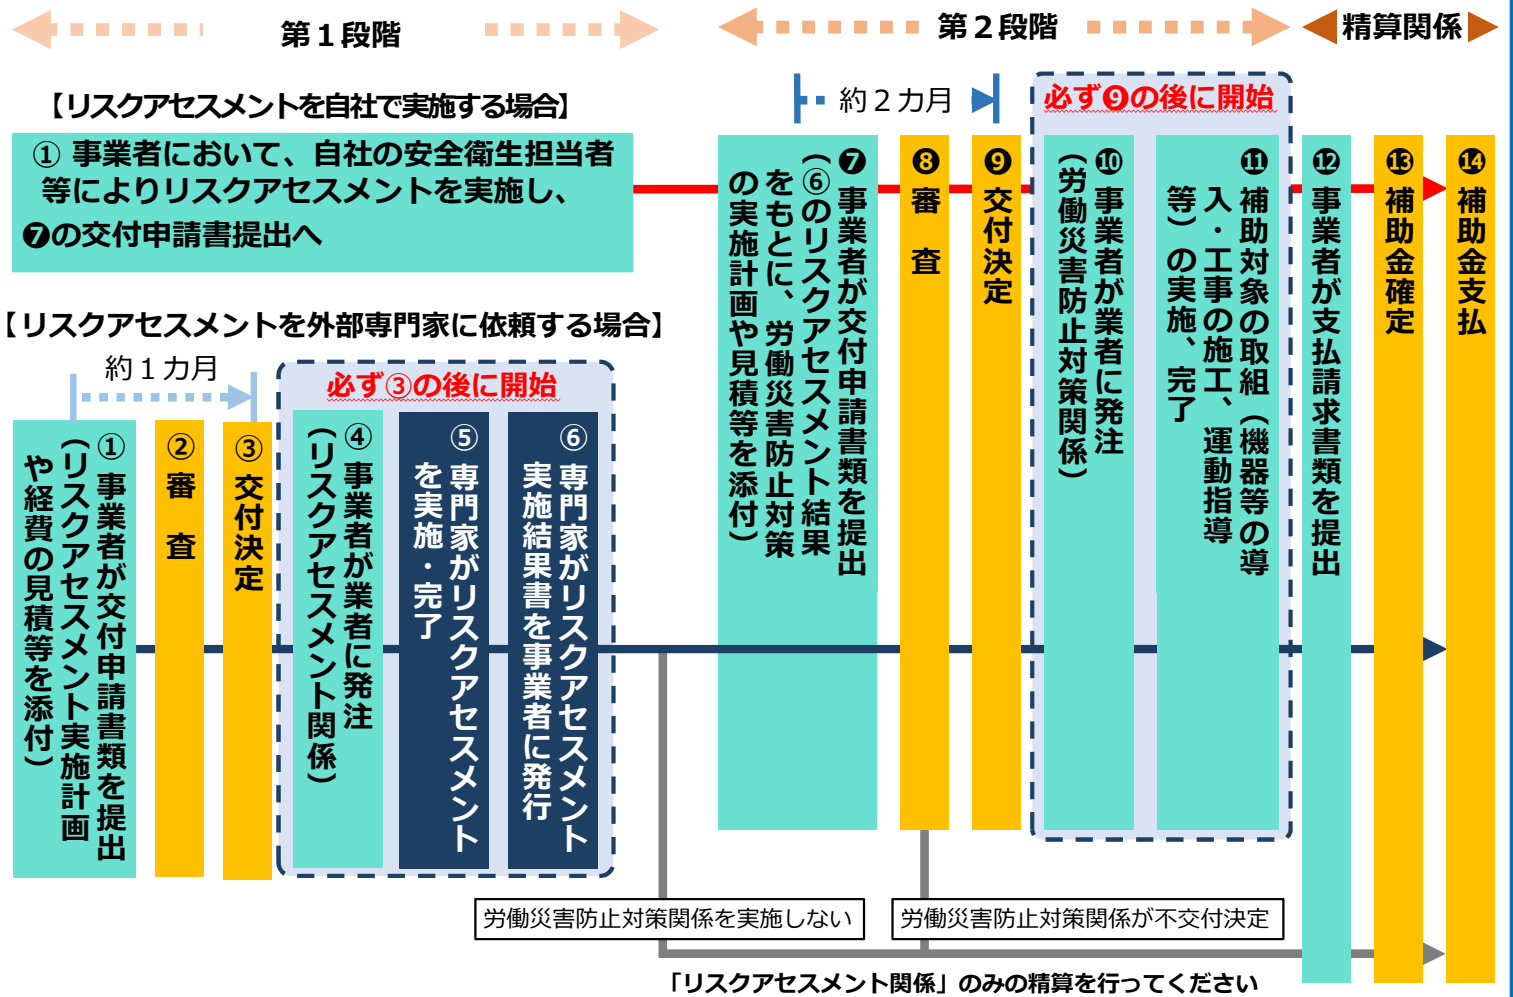 第１段階
第２段階
精算関係
【リスクアセスメントを自社で実施する場合】
① 事業者において、自社の安全衛生担当者
等によりリスクアセスメントを実施し、
❼の交付申請書提出へ
【リスクアセスメントを外部専門家に依頼する場合】
約１カ月
必ず③の後に開始
① 事業者が交付申請書類を提出
（リスクアセスメント実施計画
や経費の見積等を添付）
② 審　査
③ 交付決定
④ 事業者が業者に発注
（リスクアセスメント関係）
⑤ 専門家がリスクアセスメント
を実施・完了
⑥ 専門家がリスクアセスメント
実施結果書を事業者に発行
約２カ月
必ず❾の後に開始
❼ 事業者が交付申請書類を提出
（⑥のリスクアセスメント結果
をもとに、労働災害防止対策
の実施計画や見積等を添付）
❽ 審　査
❾ 交付決定
❿ 事業者が業者に発注
（労働災害防止対策関係）
⓫ 補助対象の取組（機器等の導
入・工事の施工、運動指導
等）の実施、完了
⓬ 事業者が支払請求書類を提出
⓭ 補助金確定
⓮ 補助金支払
労働災害防止対策関係を実施しない
労働災害防止対策関係が不交付決定
「リスクアセスメント関係」のみの精算を行ってください